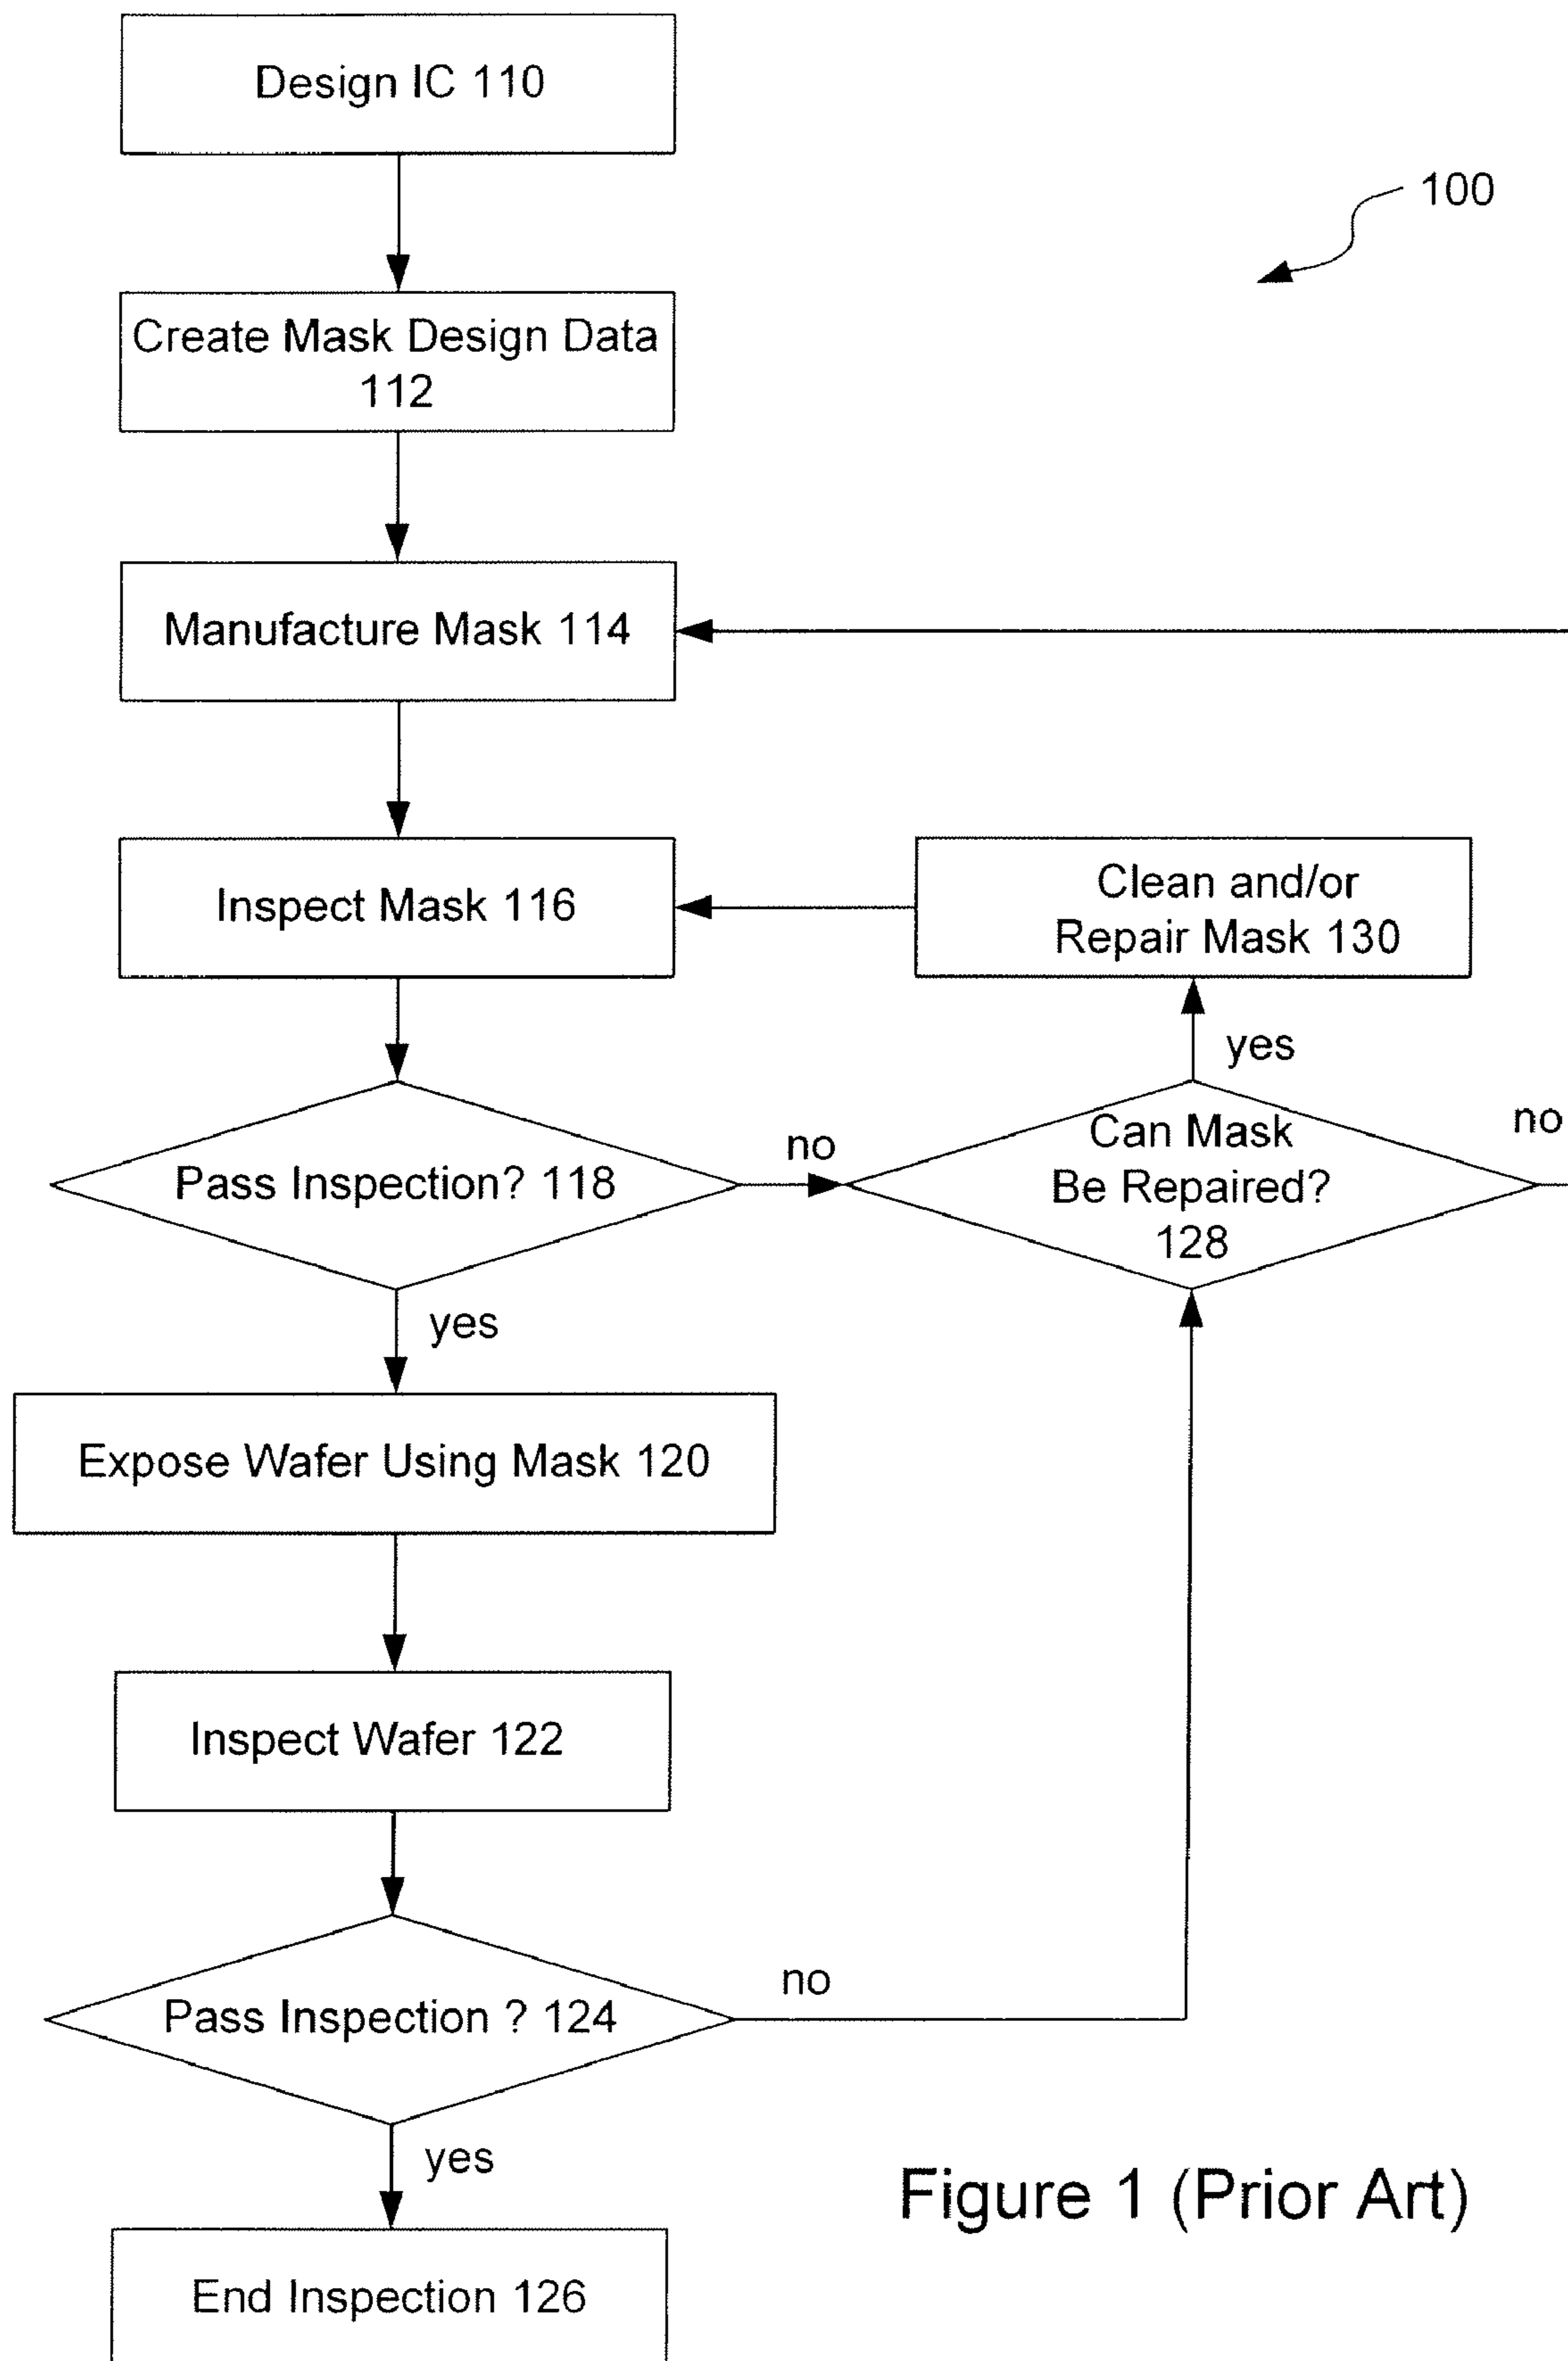 Design IC 110
100
Create Mask Design Data
112
Manufacture Mask 114
Inspect Mask 116
Clean and/or
Repair Mask 130
yes
Pass Inspection? 118
no
Can Mask
Be Repaired?
128
no
yes
Expose Wafer Using Mask 120
Inspect Wafer 122
Pass Inspection ? 124
no
yes
Figure 1 (Prior Art)
End Inspection 126